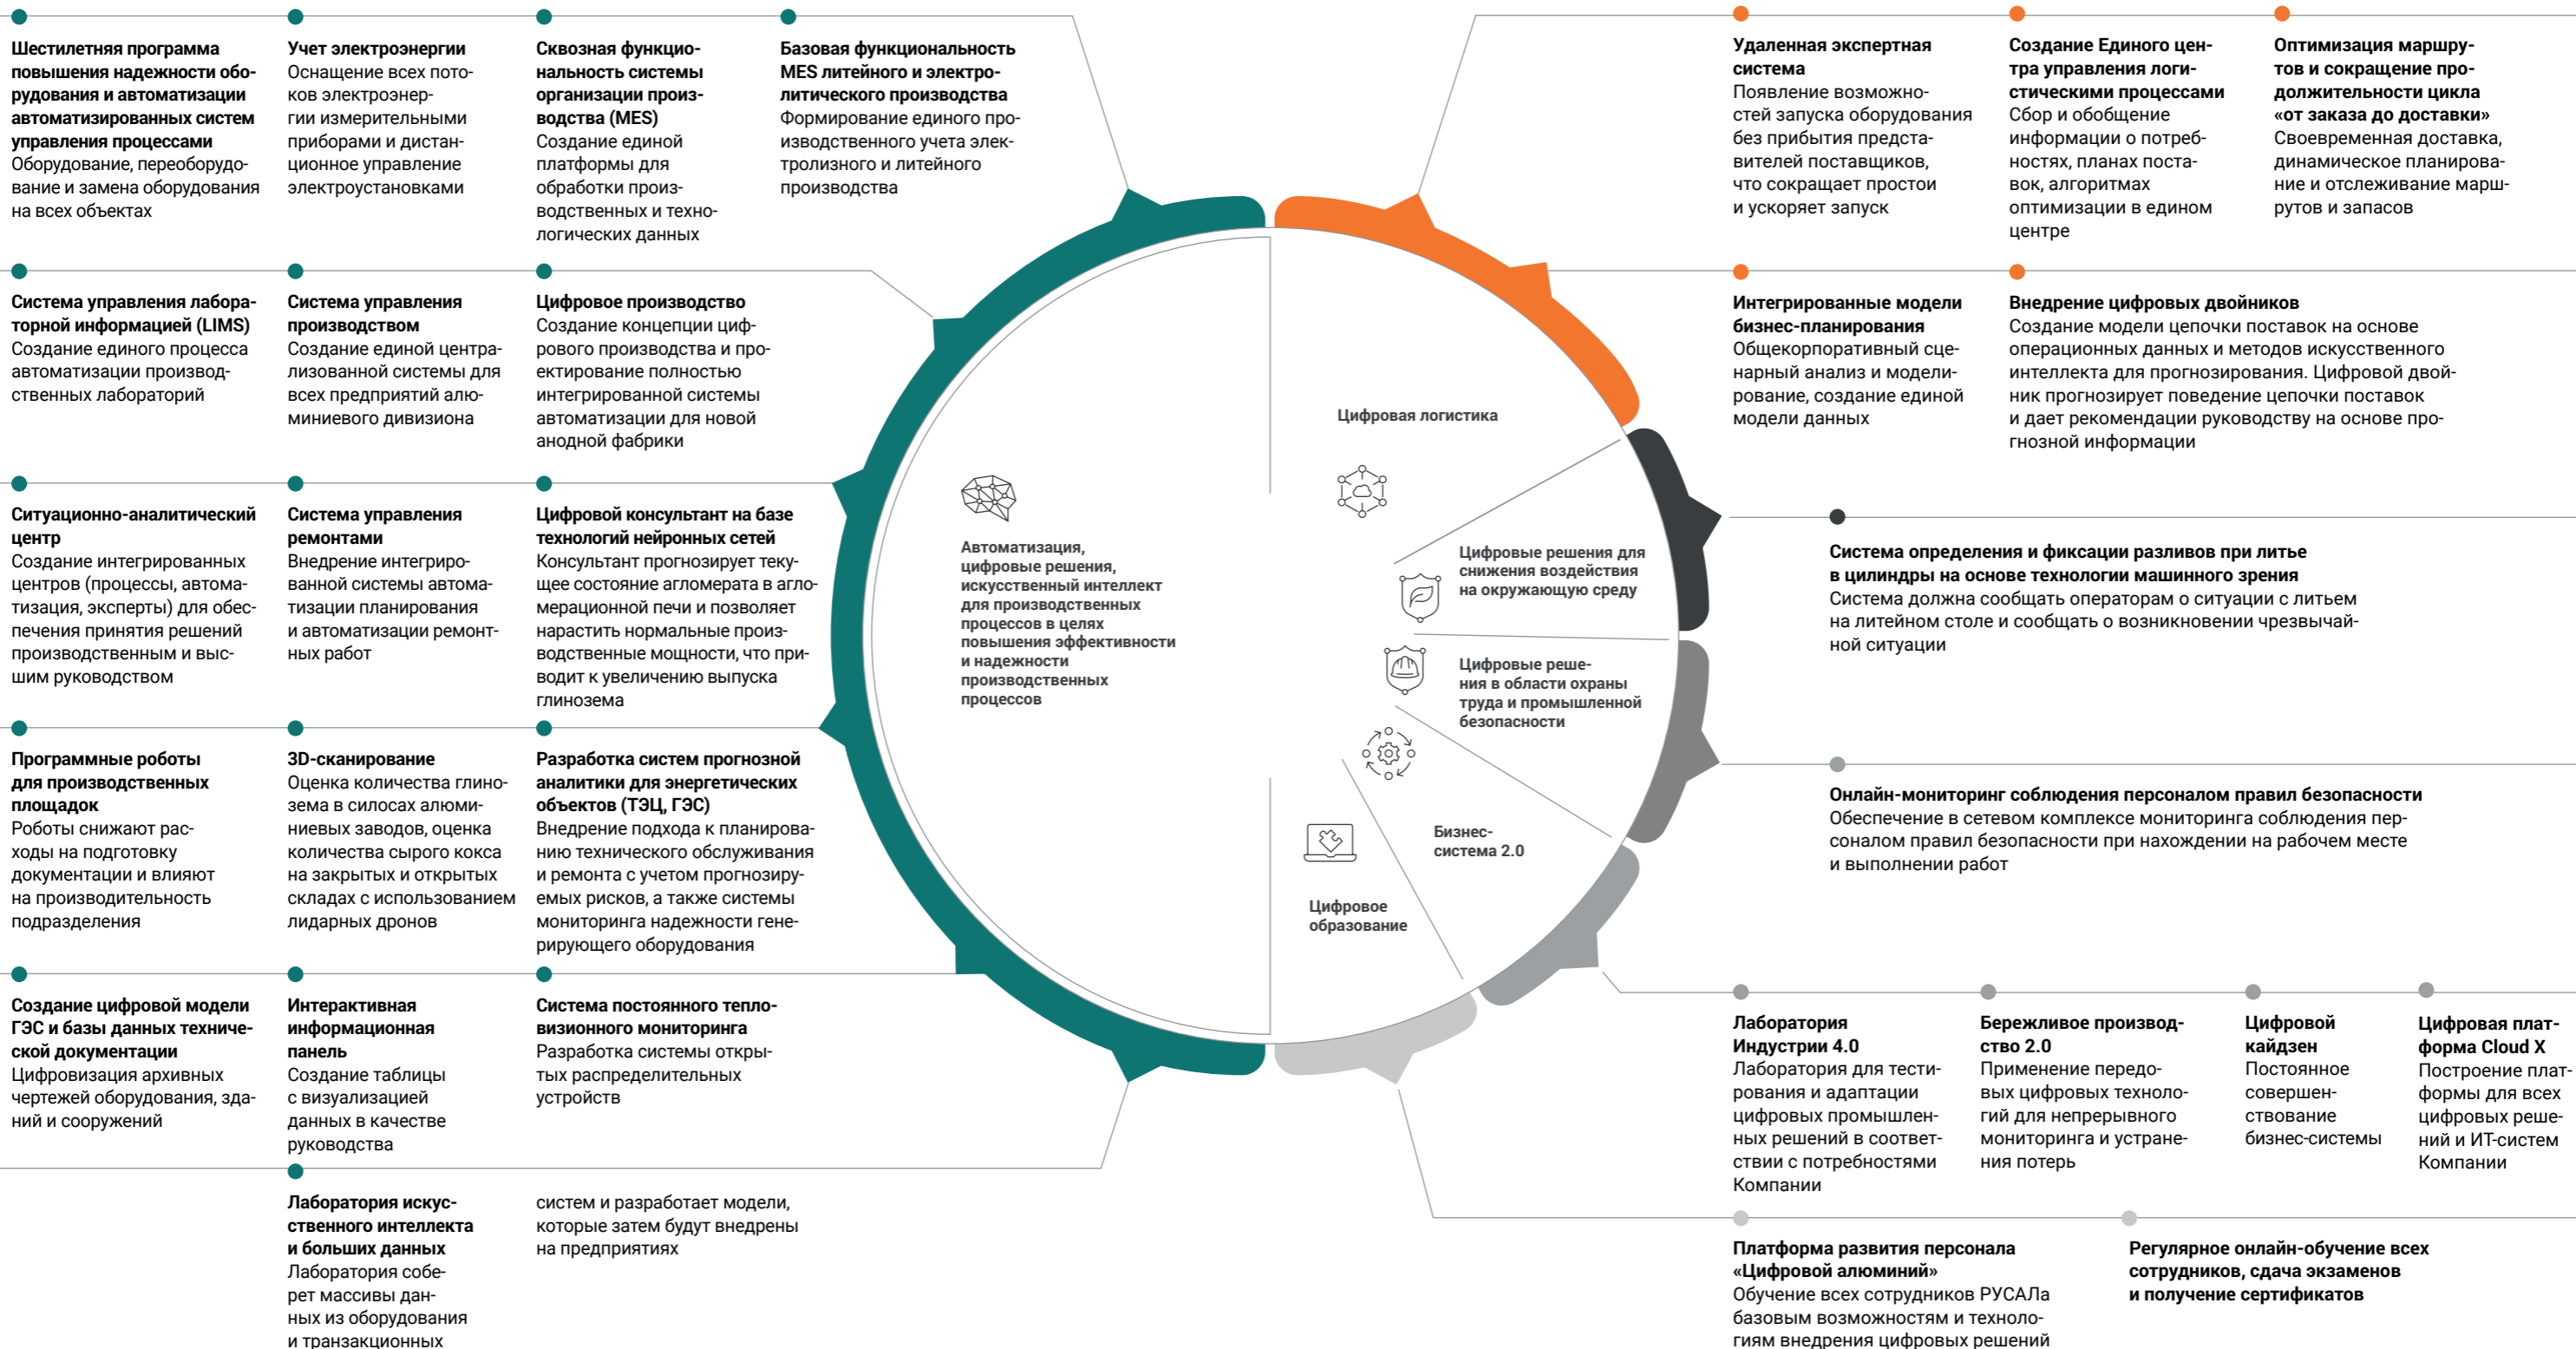 Шестилетняя программа
повышения надежности обо-
рудования и автоматизации
автоматизированных систем
управления процессами
Оборудование, переоборудо-
вание и замена оборудования
на всех объектах
Учет электроэнергии
Оснащение всех пото-
ков электроэнер-
гии измерительными
приборами и дистан-
ционное управление
электроустановками
Сквозная функцио-
нальность системы
организации произ-
водства (MES)
Создание единой
платформы для
обработки произ-
водственных и техно-
логических данных
Базовая функциональность
MES литейного и электро-
литического производства
Формирование единого про-
изводственного учета элек-
тролизного и литейного
производства
Удаленная экспертная
система
Появление возможно-
стей запуска оборудования
без прибытия предста-
вителей поставщиков,
что сокращает простои
и ускоряет запуск
Создание Единого цен-
тра управления логи-
стическими процессами
Сбор и обобщение
информации о потреб-
ностях, планах поста-
вок, алгоритмах
оптимизации в едином
центре
Оптимизация маршру-
тов и сокращение про-
должительности цикла
«от заказа до доставки»
Своевременная доставка,
динамическое планирова-
ние и отслеживание марш-
рутов и запасов
Система управления лабора-
торной информацией (LIMS)
Создание единого процесса
автоматизации производ-
ственных лабораторий
Система управления
производством
Создание единой центра-
лизованной системы для
всех предприятий алю-
миниевого дивизиона
Цифровое производство
Создание концепции циф-
рового производства и про-
ектирование полностью
интегрированной системы
автоматизации для новой
анодной фабрики
Интегрированные модели
бизнес-планирования
Общекорпоративный сце-
нарный анализ и модели-
рование, создание единой
модели данных
Внедрение цифровых двойников
Создание модели цепочки поставок на основе
операционных данных и методов искусственного
интеллекта для прогнозирования. Цифровой двой-
ник прогнозирует поведение цепочки поставок
и дает рекомендации руководству на основе про-
гнозной информации
Ситуационно-аналитический
центр
Создание интегрированных
центров (процессы, автома-
тизация, эксперты) для обес-
печения принятия решений
производственным и выс-
шим руководством
Система управления
ремонтами
Внедрение интегриро-
ванной системы автома-
тизации планирования
и автоматизации ремонт-
ных работ
Цифровой консультант на базе
технологий нейронных сетей
Консультант прогнозирует теку-
щее состояние агломерата в агло-
мерационной печи и позволяет
нарастить нормальные произ-
водственные мощности, что при-
водит к увеличению выпуска
глинозема
Автоматизация,
цифровые решения,
искусственный интеллект
для производственных
процессов в целях
повышения эффективности
и надежности
производственных
процессов
Цифровая логистика
Цифровые решения для
снижения воздействия
на окружающую среду
Цифровые реше-
ния в области охраны
труда и промышленной
безопасности
Бизнес-
система 2.0
Цифровое
образование
Система определения и фиксации разливов при литье
в цилиндры на основе технологии машинного зрения
Система должна сообщать операторам о ситуации с литьем
на литейном столе и сообщать о возникновении чрезвычай-
ной ситуации
Программные роботы
для производственных
площадок
Роботы снижают рас-
ходы на подготовку
документации и влияют
на производительность
подразделения
3D-сканирование
Оценка количества глино-
зема в силосах алюми-
ниевых заводов, оценка
количества сырого кокса
на закрытых и открытых
складах с использованием
лидарных дронов
Разработка систем прогнозной
аналитики для энергетических
объектов (ТЭЦ, ГЭС)
Внедрение подхода к планирова-
нию технического обслуживания
и ремонта с учетом прогнозиру-
емых рисков, а также системы
мониторинга надежности гене-
рирующего оборудования
Онлайн-мониторинг соблюдения персоналом правил безопасности
Обеспечение в сетевом комплексе мониторинга соблюдения пер-
соналом правил безопасности при нахождении на рабочем месте
и выполнении работ
Создание цифровой модели
ГЭС и базы данных техниче-
ской документации
Цифровизация архивных
чертежей оборудования, зда-
ний и сооружений
Интерактивная
информационная
панель
Создание таблицы
с визуализацией
данных в качестве
руководства
Система постоянного тепло-
визионного мониторинга
Разработка системы откры-
тых распределительных
устройств
Лаборатория
Индустрии 4.0
Лаборатория для тести-
рования и адаптации
цифровых промышлен-
ных решений в соответ-
ствии с потребностями
Компании
Бережливое производ-
ство 2.0
Применение передо-
вых цифровых техноло-
гий для непрерывного
мониторинга и устране-
ния потерь
Цифровой
кайдзен
Постоянное
совершен-
ствование
бизнес-системы
Цифровая плат-
форма Cloud X
Построение плат-
формы для всех
цифровых реше-
ний и ИТ-систем
Компании
Лаборатория искус-
ственного интеллекта
и больших данных
Лаборатория собе-
рет массивы дан-
ных из оборудования
и транзакционных
систем и разработает модели,
которые затем будут внедрены
на предприятиях
Платформа развития персонала
«Цифровой алюминий»
Обучение всех сотрудников РУСАЛа
базовым возможностям и техноло-
гиям внедрения цифровых решений
Регулярное онлайн-обучение всех
сотрудников, сдача экзаменов
и получение сертификатов